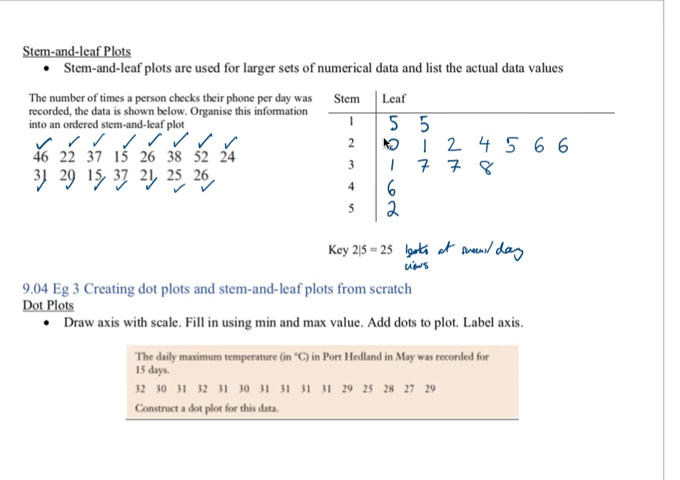 Stem-and-leaf Plots
• Stem-and-leaf plots are used for larger sets of numerical data and list the actual data values
The number of times a person checks their phone per day was
recorded, the data is shown below. Organise this information
into an ordered stem-and-leaf plot
46 22 37 15 26 38 52 24
31 20 15 37 21 25 26
Stem Leaf
1 5 5
2 0 1 2 4 5 6 6
3 1 7 7 8
4 6
5 2
Key 2|5 = 25 looks at / day
views
9.04 Eg 3 Creating dot plots and stem-and-leaf plots from scratch
Dot Plots
• Draw axis with scale. Fill in using min and max value. Add dots to plot. Label axis.
The daily maximum temperature (in °C) in Port Hedland in May was recorded for
15 days.
32 30 31 32 31 30 31 31 31 31 29 25 28 27 29
Construct a dot plot for this data.